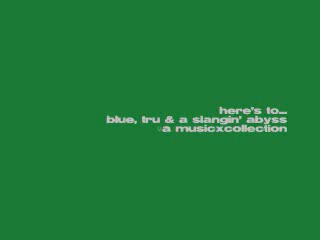 here's to...
blue, tru & a slangin' abyss
a musicxcollection